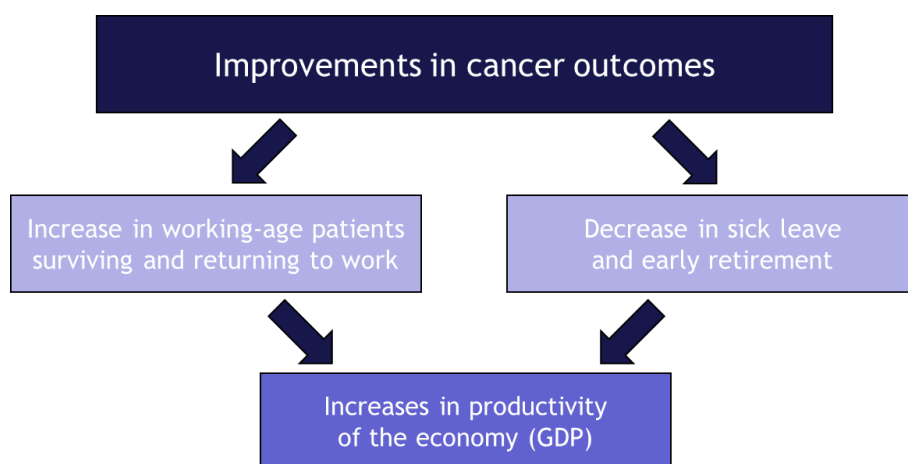 Improvements in cancer outcomes
Increase in working-age patients
surviving and returning to work
Decrease in sick leave
and early retirement
Increases in productivity
of the economy (GDP)